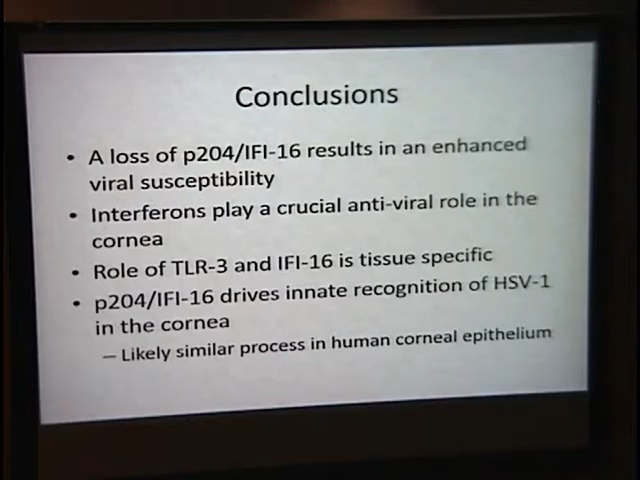 Conclusions
• A loss of p204/IFI-16 results in an enhanced
viral susceptibility
• Interferons play a crucial anti-viral role in the
cornea
• Role of TLR-3 and IFI-16 is tissue specific
• p204/IFI-16 drives innate recognition of HSV-1
in the cornea
– Likely similar process in human corneal epithelium